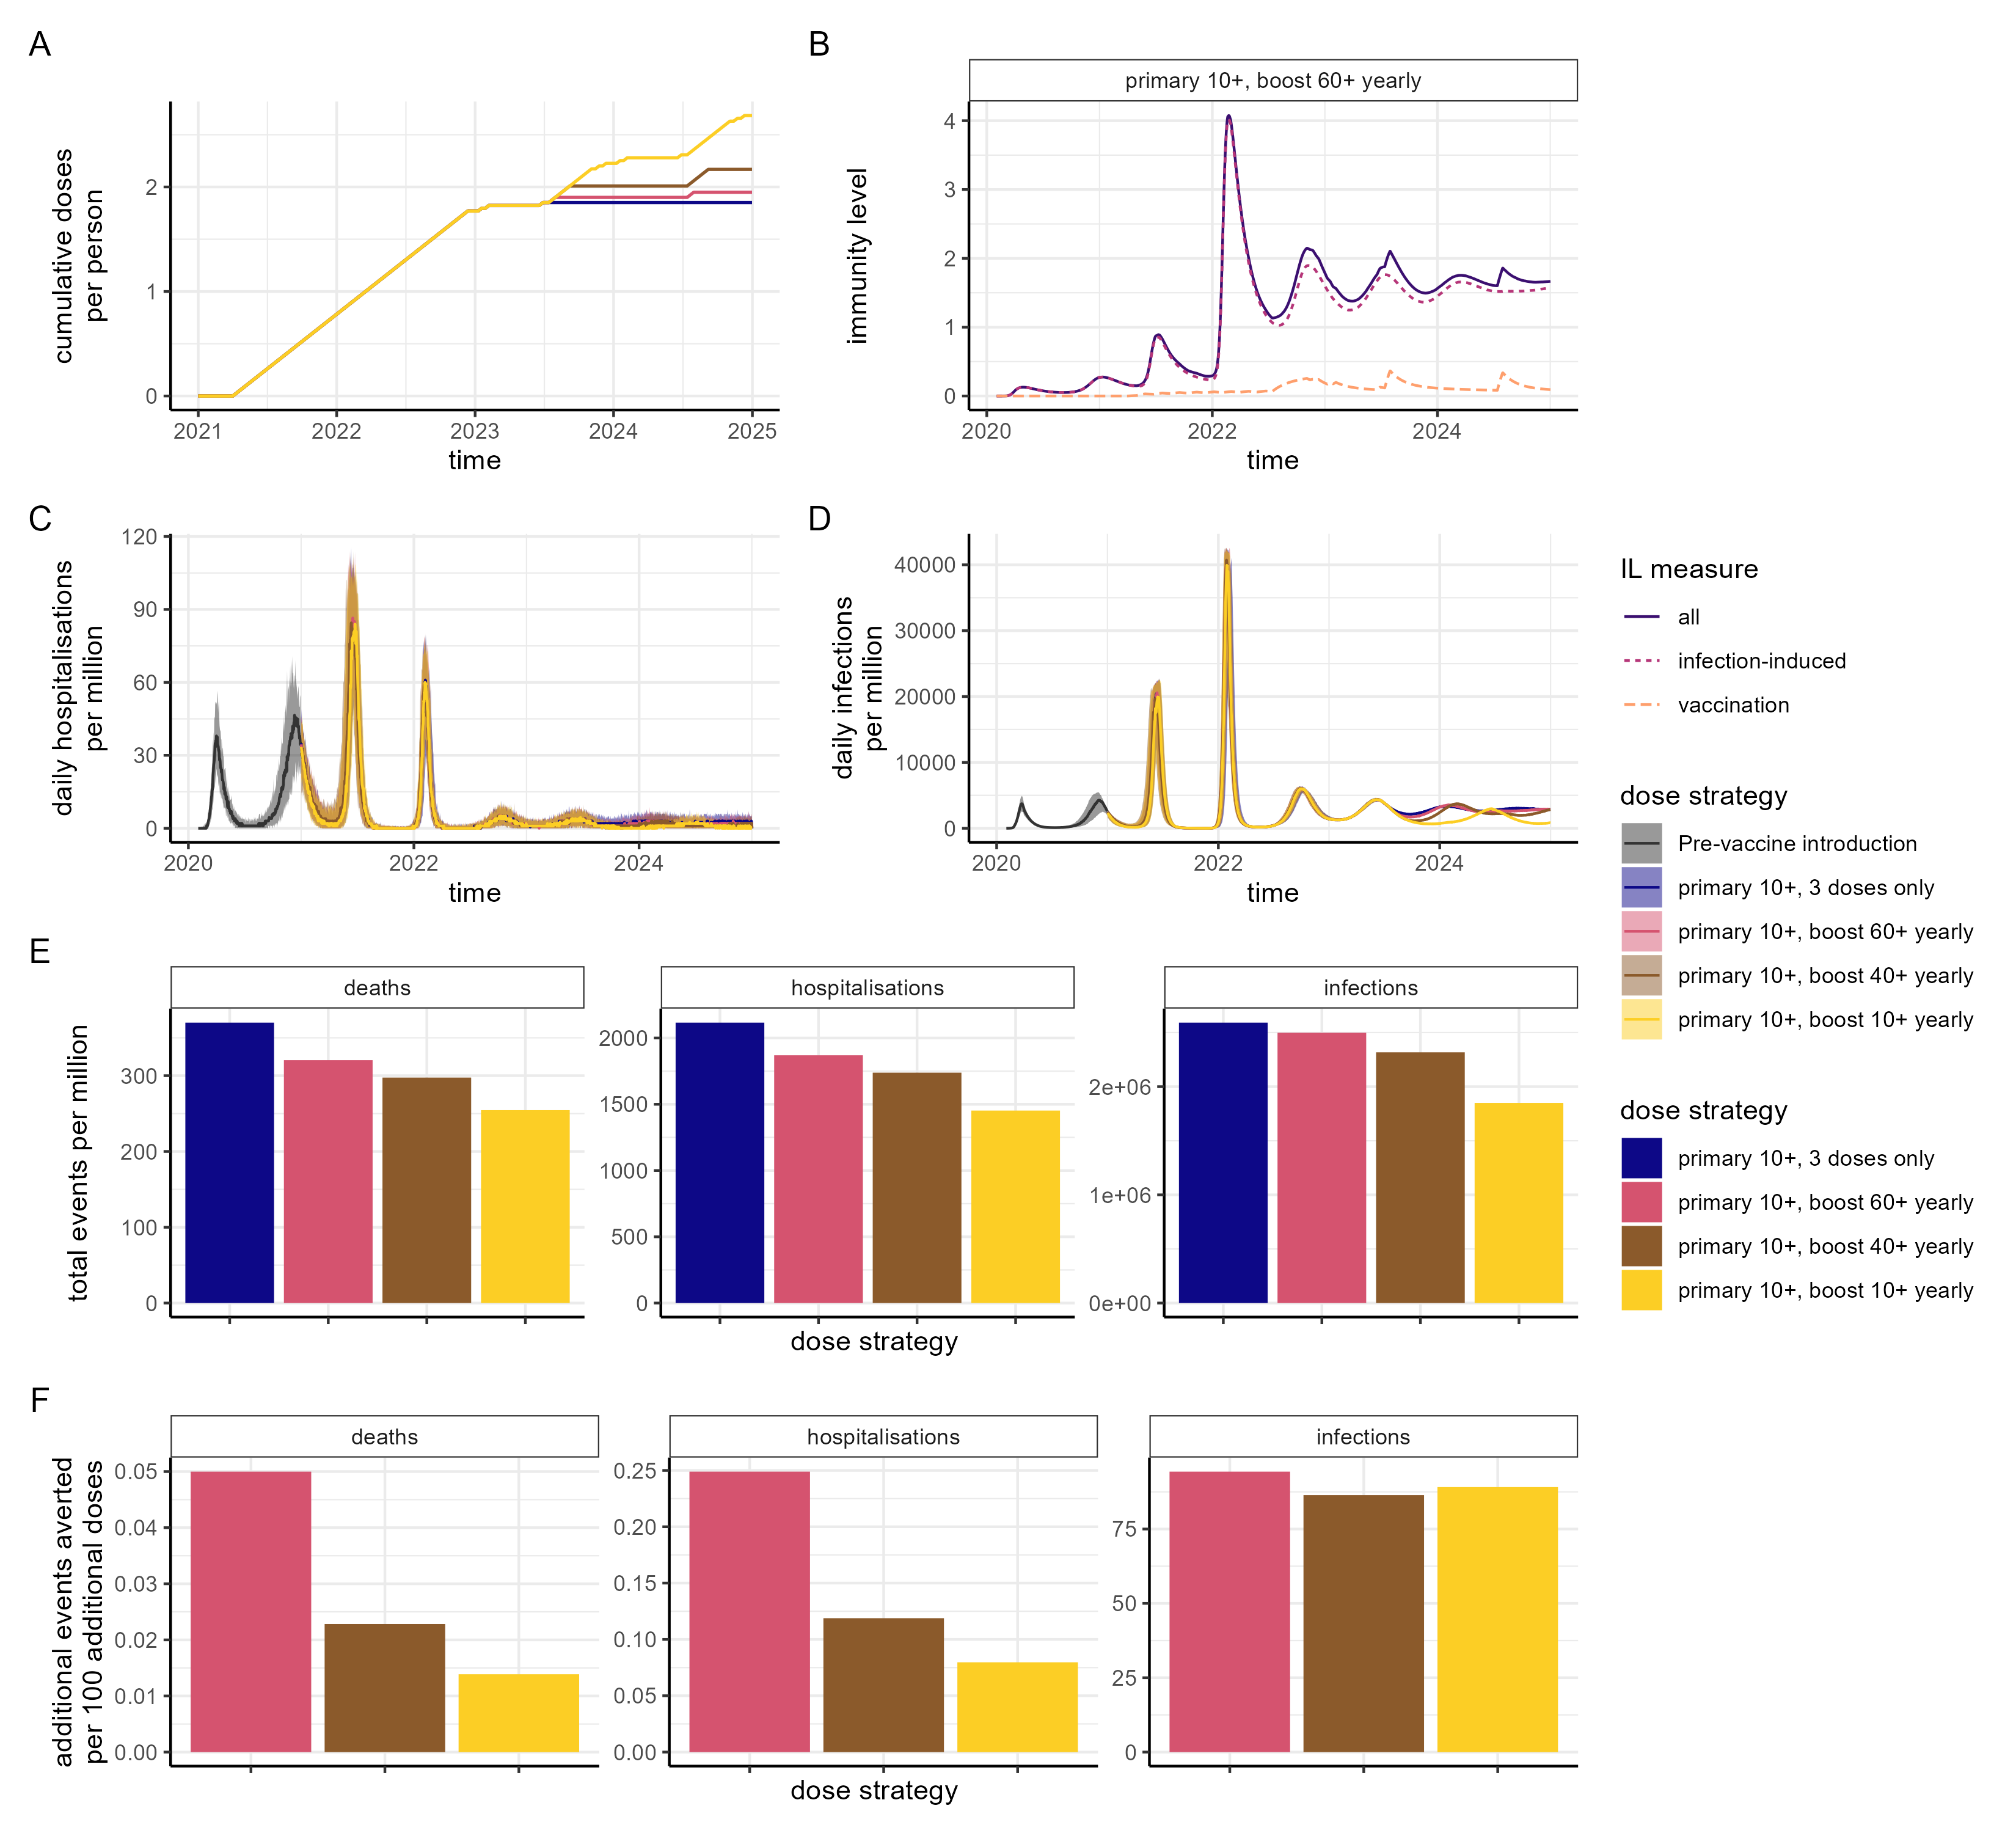 A
cumulative doses
per person
0
1
2
2021
2022
2023
2024
2025
time
B
primary 10+, boost 60+ yearly
immunity level
0
1
2
3
4
2020
2022
2024
time
C
daily hospitalisations
per million
0
30
60
90
120
2020
2022
2024
time
D
daily infections
per million
0
10000
20000
30000
40000
2020
2022
2024
time
IL measure
all
infection-induced
vaccination
dose strategy
Pre-vaccine introduction
primary 10+, 3 doses only
primary 10+, boost 60+ yearly
primary 10+, boost 40+ yearly
primary 10+, boost 10+ yearly
dose strategy
primary 10+, 3 doses only
primary 10+, boost 60+ yearly
primary 10+, boost 40+ yearly
primary 10+, boost 10+ yearly
E
total events per million
deaths
0
100
200
300
hospitalisations
0
500
1000
1500
2000
infections
0e+00
1e+06
2e+06
dose strategy
F
additional events averted
per 100 additional doses
deaths
0.00
0.01
0.02
0.03
0.04
0.05
hospitalisations
0.00
0.05
0.10
0.15
0.20
0.25
infections
0
25
50
75
dose strategy